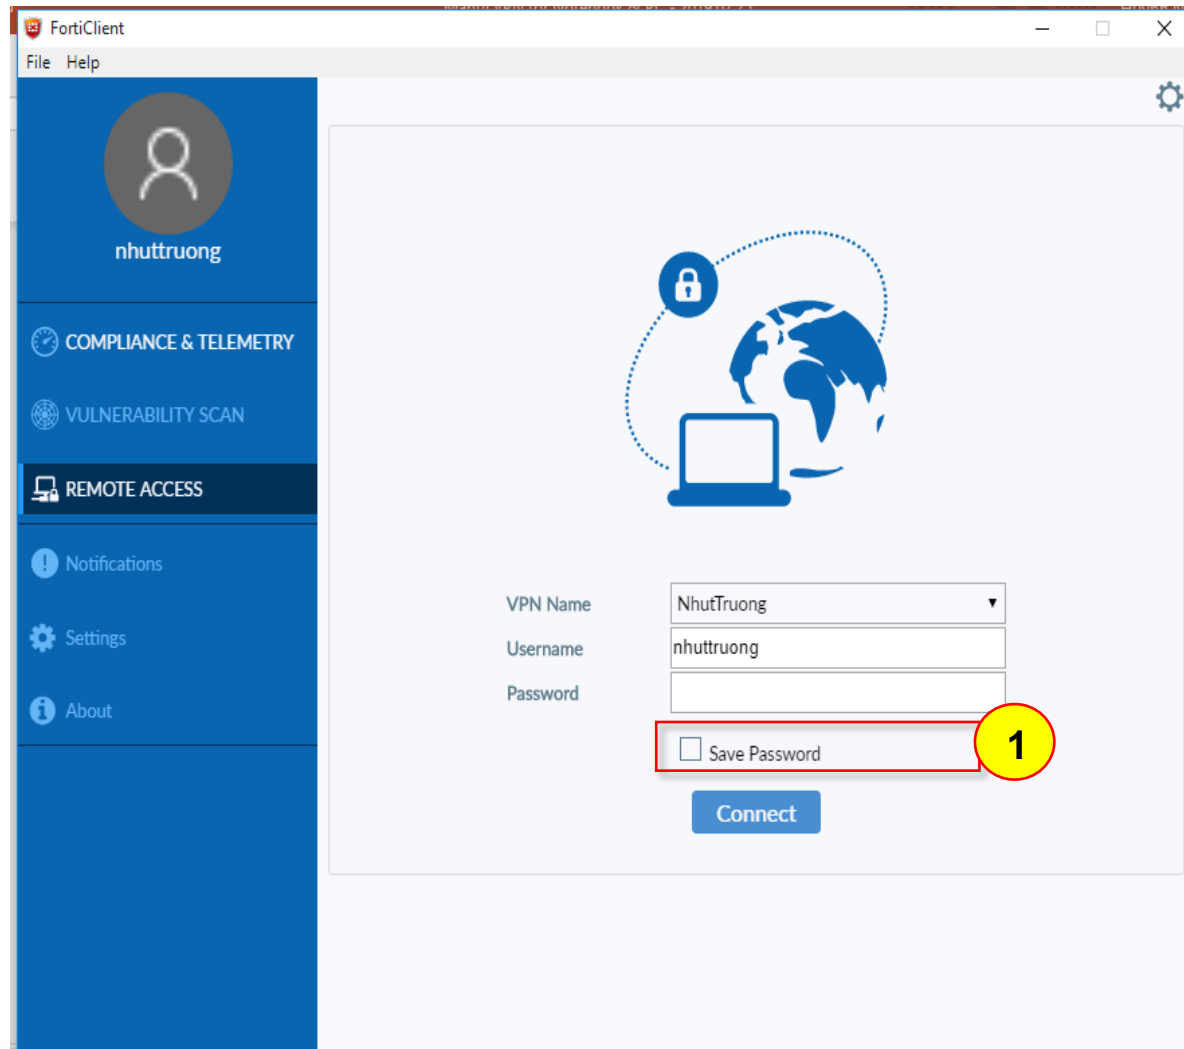 FortiClient
File Help
nhuttruong
COMPLIANCE & TELEMETRY
VULNERABILITY SCAN
REMOTE ACCESS
Notifications
Settings
About
VPN Name NhutTruong
Username nhuttruong
Password
Save Password 1
Connect